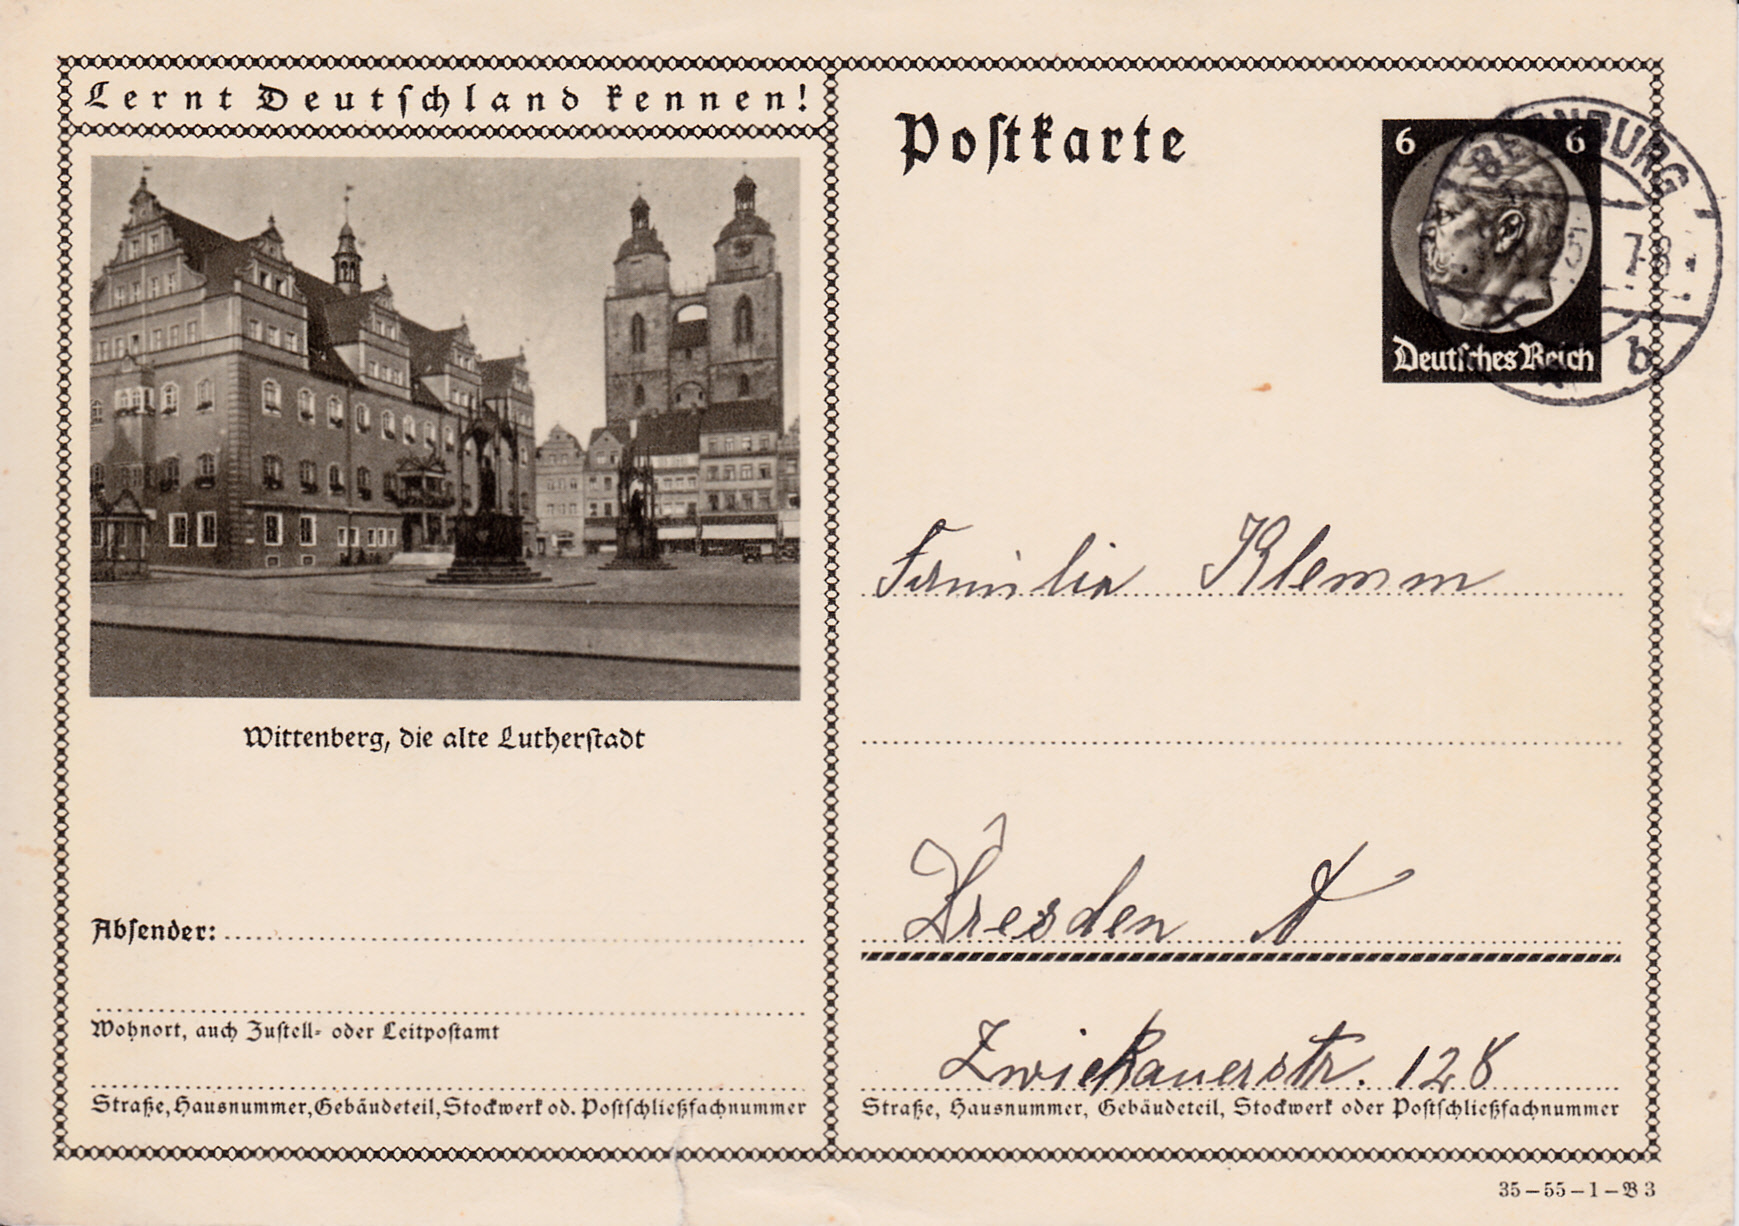 Lernt Deutſchland kennen!
Wittenberg, die alte Lutherſtadt
Abſender:
Wohnort, auch Zuſtell- oder Leitpoſtamt
Straße, Hausnummer, Gebäudeteil, Stockwerk od. Poſtſchließfachnummer
Poſtkarte
6 6
Deutſches Reich
b
Familie Klemm
Dresden A
Zwickauerstr. 128
Straße, Hausnummer, Gebäudeteil, Stockwerk oder Poſtſchließfachnummer
35–55–1–B 3